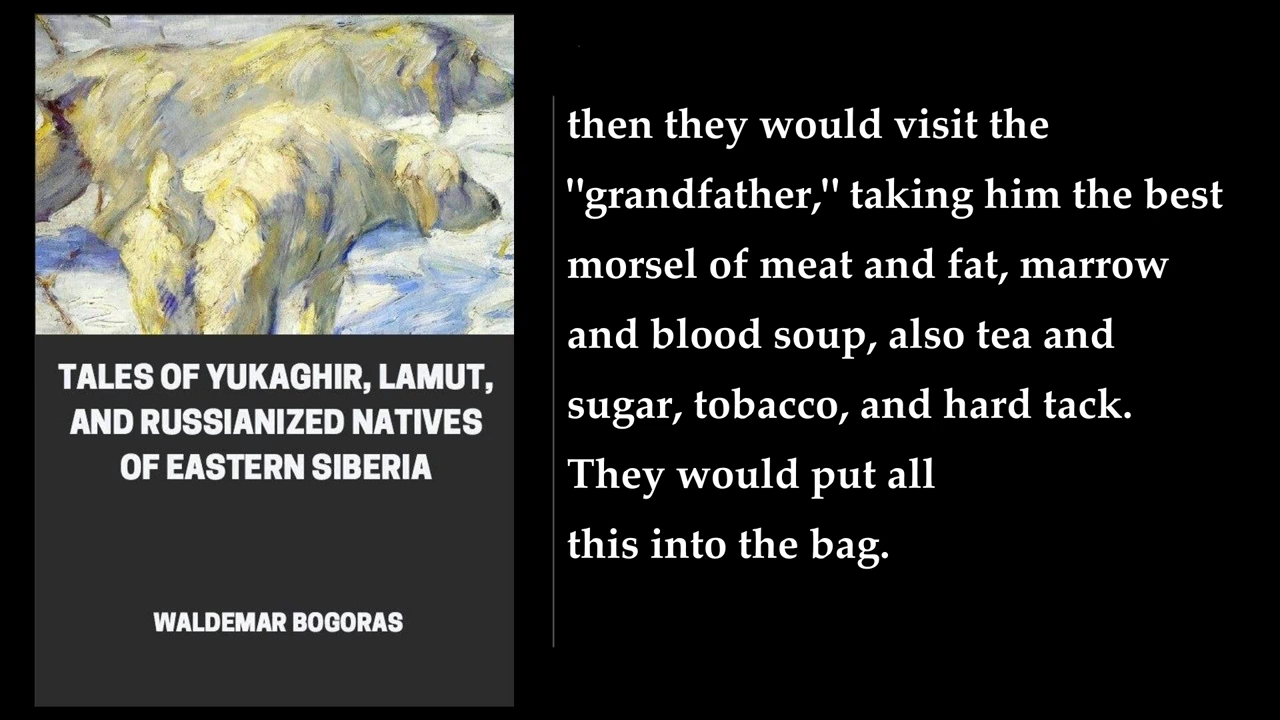 TALES OF YUKAGHIR, LAMUT,
AND RUSSIANIZED NATIVES
OF EASTERN SIBERIA
WALDEMAR BOGORAS
then they would visit the
"grandfather," taking him the best
morsel of meat and fat, marrow
and blood soup, also tea and
sugar, tobacco, and hard tack.
They would put all
this into the bag.